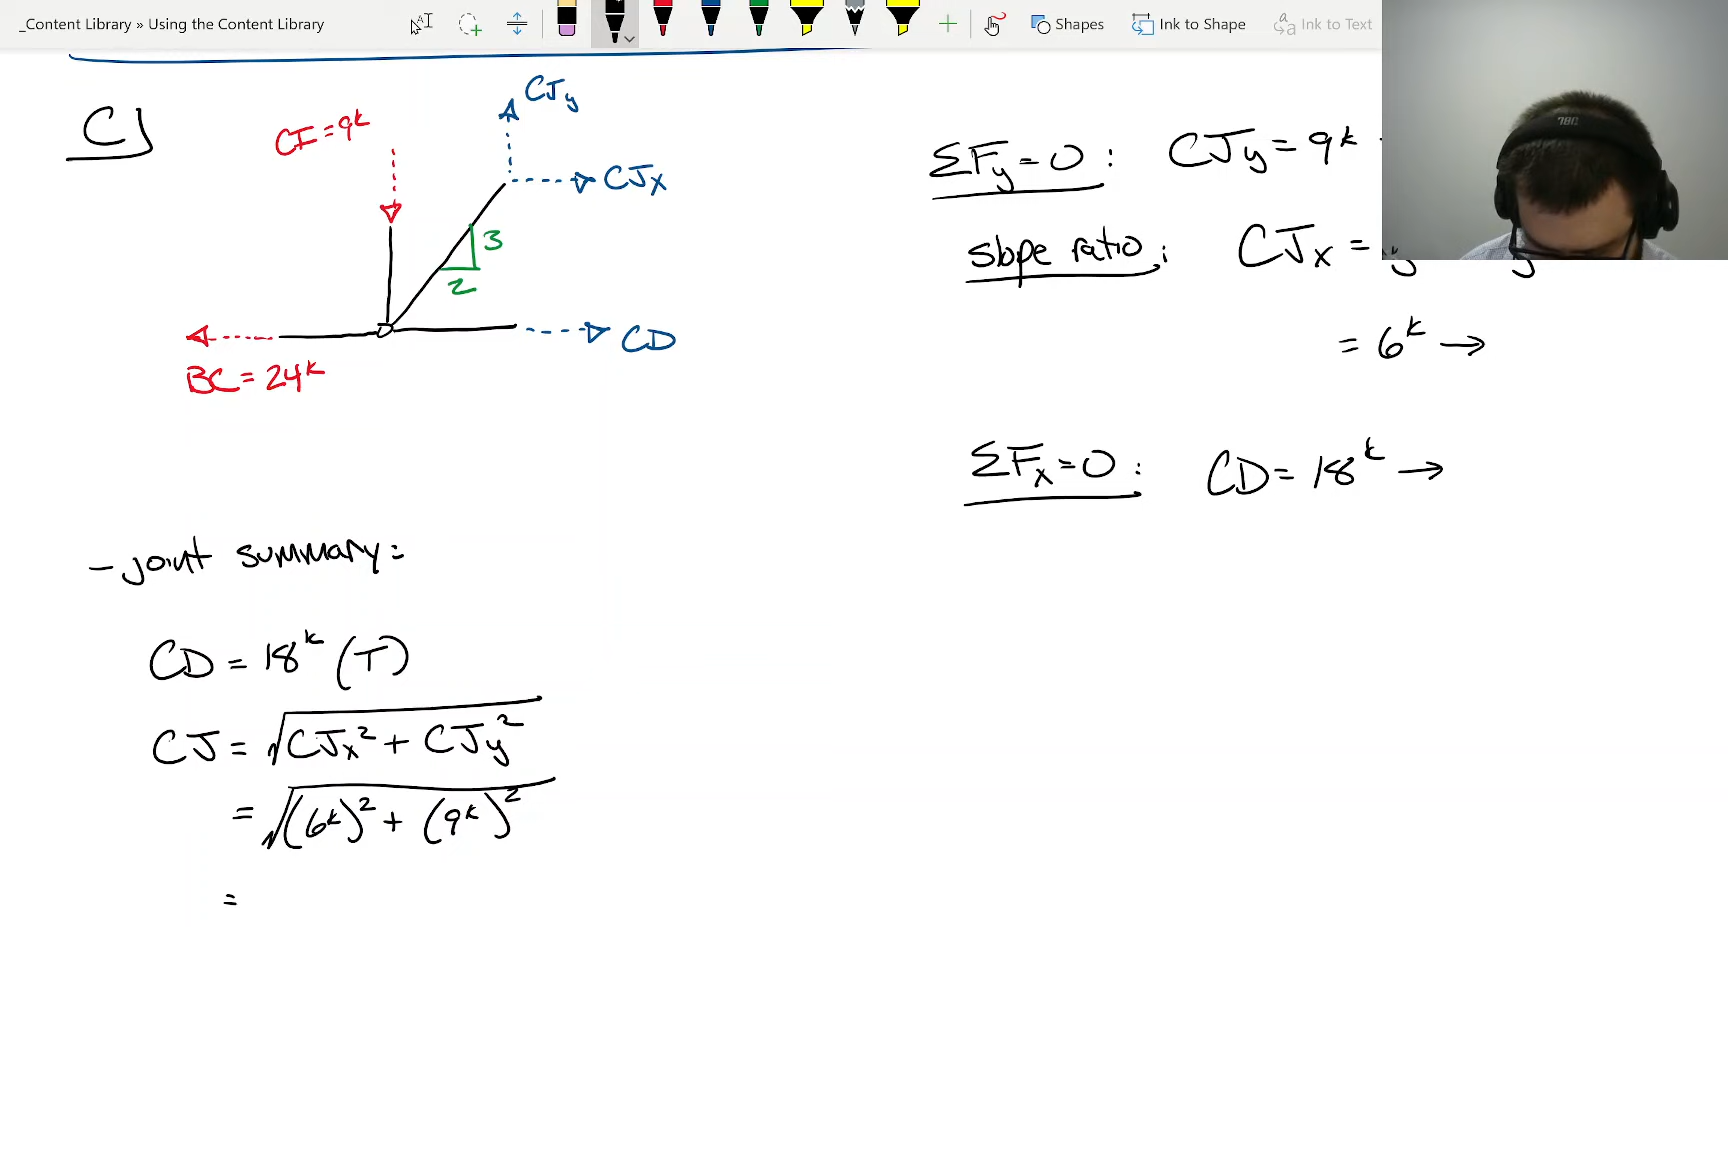 _Content Library » Using the Content Library
Shapes
Ink to Shape
Ink to Text
C)
CI = 9ᵏ
CJy
CJx
3
2
CD
BC = 24ᵏ
ΣFy = 0 : CJy = 9ᵏ
slope ratio: CJx =
= 6ᵏ →
ΣFx = 0 : CD = 18ᵏ →
- joint summary:
CD = 18ᵏ (T)
CJ = √CJx² + CJy²
= √(6ᵏ)² + (9ᵏ)²
=